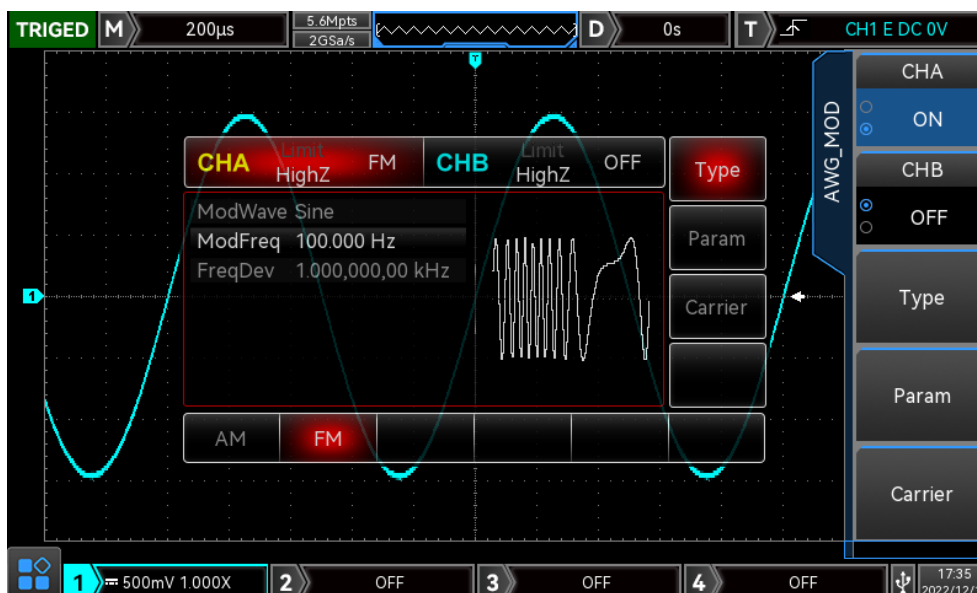 TRIGED M 200μs 5.6Mpts D 0s T CH1 E DC 0V
2GSa/s
T
CHA
ON
CHB
OFF
Type
Param
Carrier
AWG_MOD
CHA Limit HighZ FM CHB Limit HighZ OFF
Type
Param
Carrier
ModWave Sine
ModFreq 100.000 Hz
FreqDev 1.000,000,00 kHz
AM FM
1
1 500mV 1.000X 2 OFF 3 OFF 4 OFF
17:35